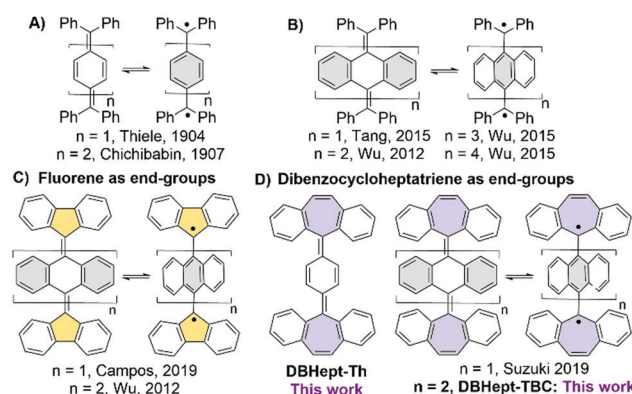 A)
Ph Ph
Ph Ph
n
n
Ph Ph
Ph Ph
n = 1, Thiele, 1904
n = 2, Chichibabin, 1907
B)
Ph Ph
Ph Ph
n
n
Ph Ph
Ph Ph
n = 1, Tang, 2015
n = 2, Wu, 2012
n = 3, Wu, 2015
n = 4, Wu, 2015
C) Fluorene as end-groups
n
n
n = 1, Campos, 2019
n = 2, Wu, 2012
D) Dibenzocycloheptatriene as end-groups
n
n
DBHept-Th
This work
n = 1, Suzuki 2019
n = 2, DBHept-TBC: This work